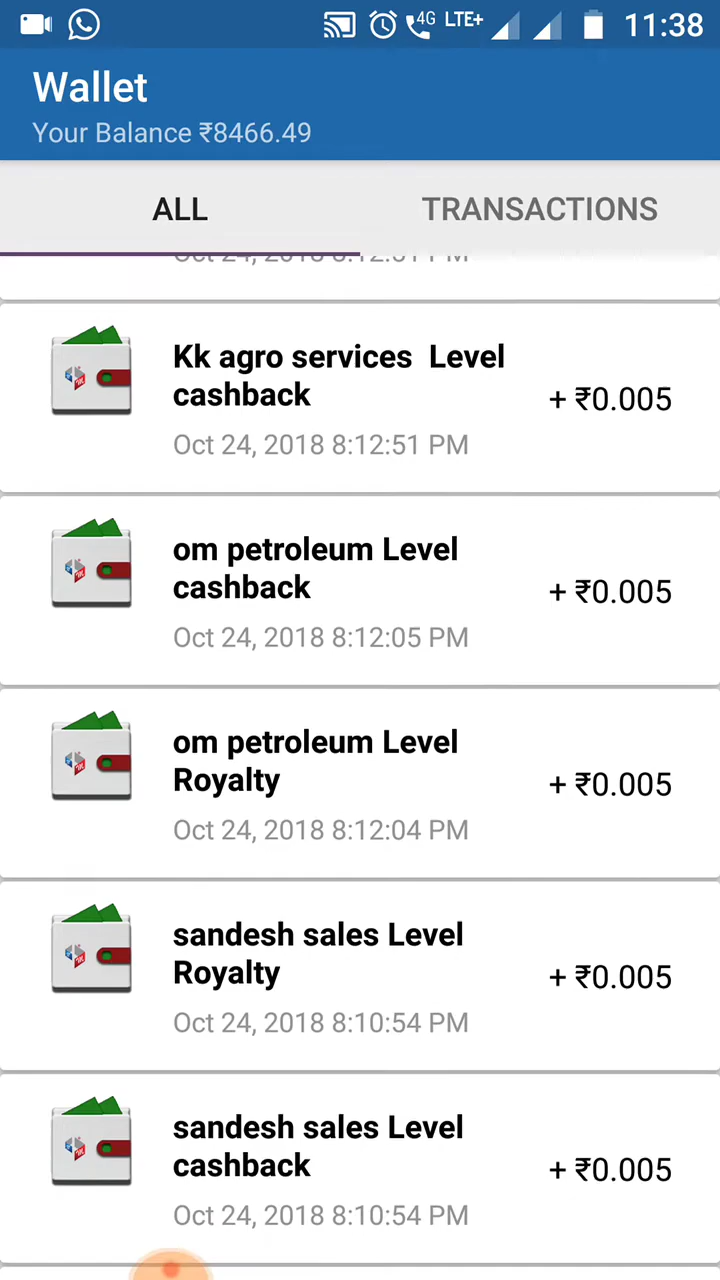 4G LTE+ 11:38
Wallet
Your Balance ₹8466.49
ALL TRANSACTIONS
Kk agro services Level
cashback
+ ₹0.005
Oct 24, 2018 8:12:51 PM
om petroleum Level
cashback
+ ₹0.005
Oct 24, 2018 8:12:05 PM
om petroleum Level
Royalty
+ ₹0.005
Oct 24, 2018 8:12:04 PM
sandesh sales Level
Royalty
+ ₹0.005
Oct 24, 2018 8:10:54 PM
sandesh sales Level
cashback
+ ₹0.005
Oct 24, 2018 8:10:54 PM